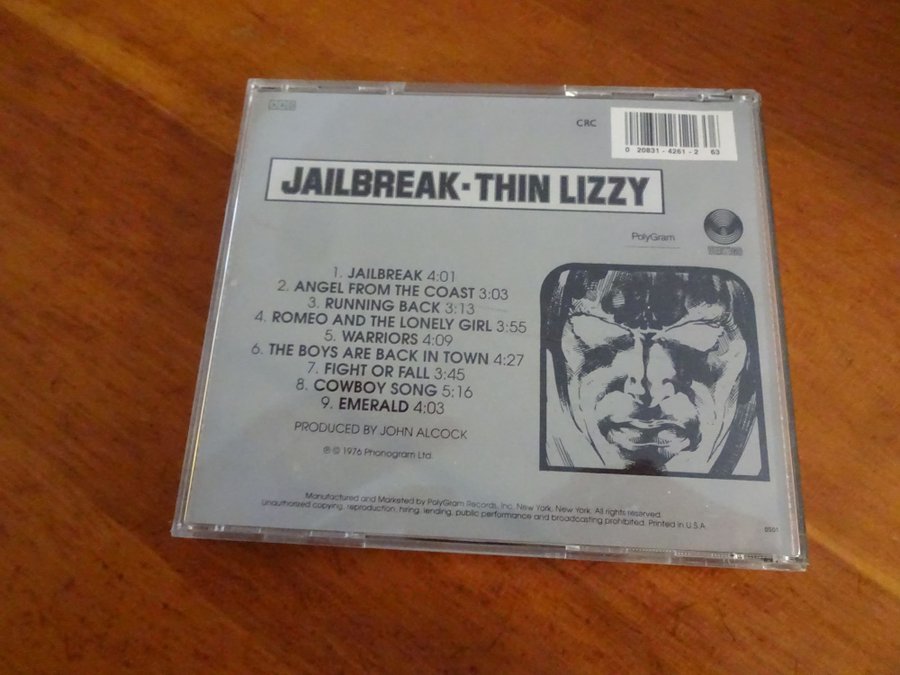 AAD
CRC
0 20831 - 4261 - 2 63
JAILBREAK · THIN LIZZY
PolyGram
1. JAILBREAK 4:01
2. ANGEL FROM THE COAST 3:03
3. RUNNING BACK 3:13
4. ROMEO AND THE LONELY GIRL 3:55
5. WARRIORS 4:09
6. THE BOYS ARE BACK IN TOWN 4:27
7. FIGHT OR FALL 3:45
8. COWBOY SONG 5:16
9. EMERALD 4:03
PRODUCED BY JOHN ALCOCK
℗ © 1976 Phonogram Ltd.
Manufactured and Marketed by PolyGram Records, Inc. New York, New York. All rights reserved.
Unauthorized copying, reproduction, hiring, lending, public performance and broadcasting prohibited. Printed in U.S.A.